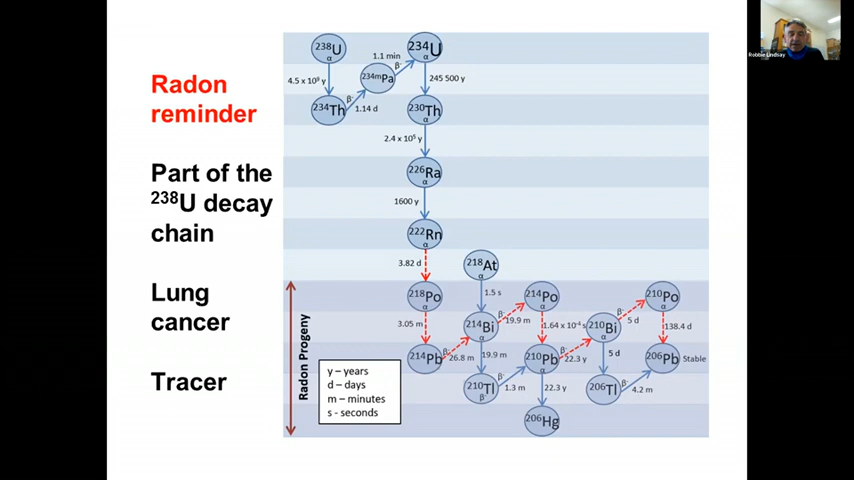 Radon
reminder
Part of the
²³⁸U decay
chain
Lung
cancer
Tracer
²³⁸U
α
4.5 x 10⁹ y
²³⁴Th
β⁻
1.14 d
²³⁴ᵐPa
β⁻
1.1 min
²³⁴U
α
245 500 y
²³⁰Th
α
2.4 x 10⁵ y
²²⁶Ra
α
1600 y
²²²Rn
α
3.82 d
²¹⁸At
α
1.5 s
²¹⁸Po
α
3.05 m
²¹⁴Pb
β⁻
26.8 m
²¹⁴Bi
α
β⁻
19.9 m
19.9 m
²¹⁴Po
α
1.64 x 10⁻⁴ s
²¹⁰Tl
β⁻
β⁻
1.3 m
²¹⁰Pb
α
β⁻
22.3 y
22.3 y
²⁰⁶Hg
²¹⁰Bi
α
β⁻
5 d
5 d
²¹⁰Po
α
138.4 d
²⁰⁶Pb
Stable
²⁰⁶Tl
β⁻
4.2 m
Radon Progeny
y – years
d – days
m – minutes
s - seconds
Robbie Lindsay